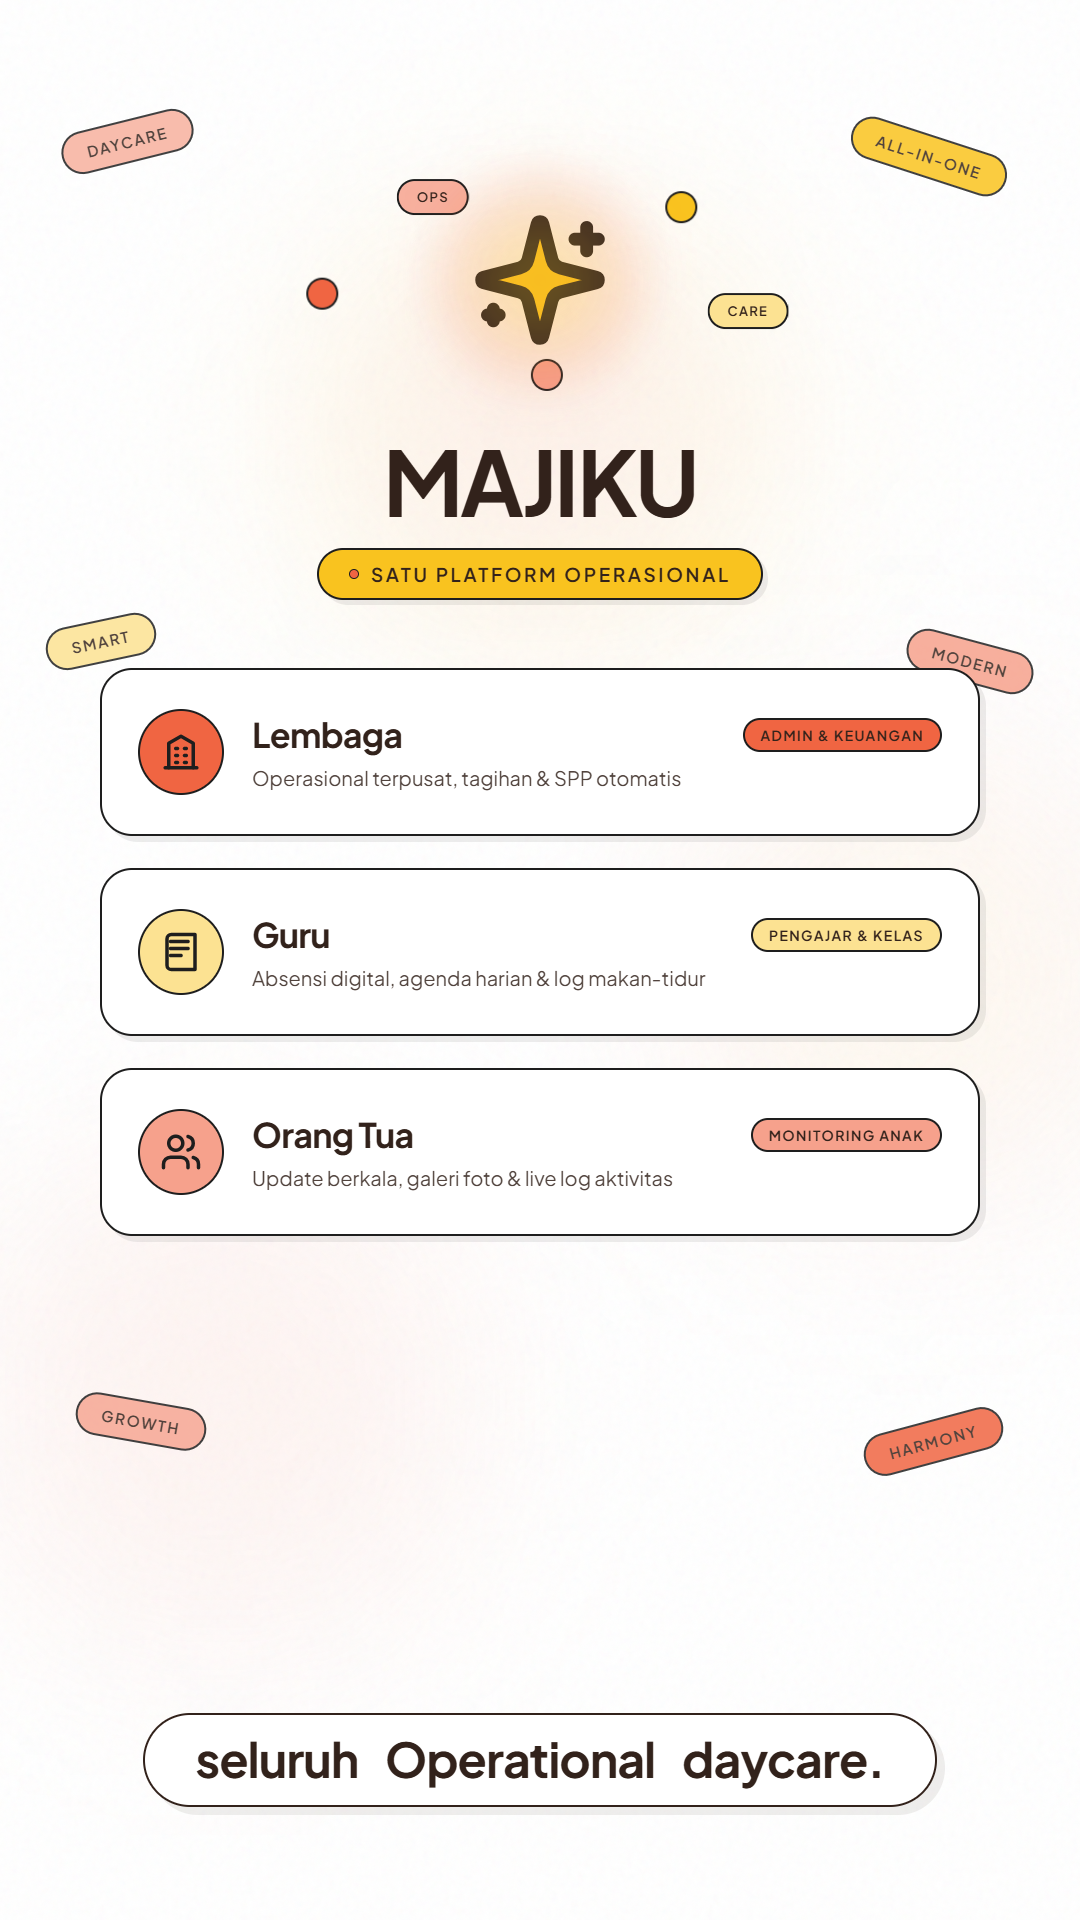 DAYCARE
ALL-IN-ONE
OPS
CARE
MAJIKU
SATU PLATFORM OPERASIONAL
SMART
MODERN
Lembaga
ADMIN & KEUANGAN
Operasional terpusat, tagihan & SPP otomatis
Guru
PENGAJAR & KELAS
Absensi digital, agenda harian & log makan-tidur
Orang Tua
MONITORING ANAK
Update berkala, galeri foto & live log aktivitas
GROWTH
HARMONY
seluruh Operational daycare.